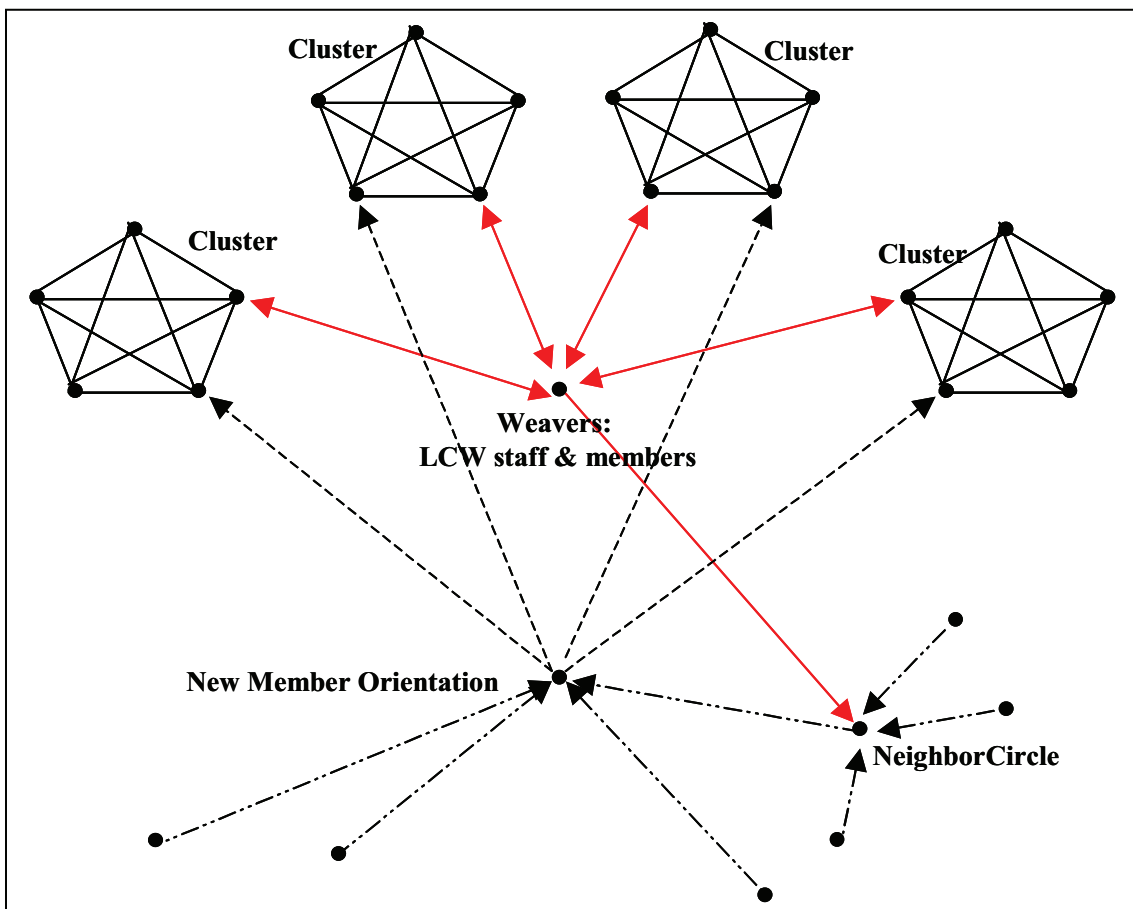 Cluster
Cluster
Cluster
Cluster
Weavers:
LCW staff & members
New Member Orientation
NeighborCircle